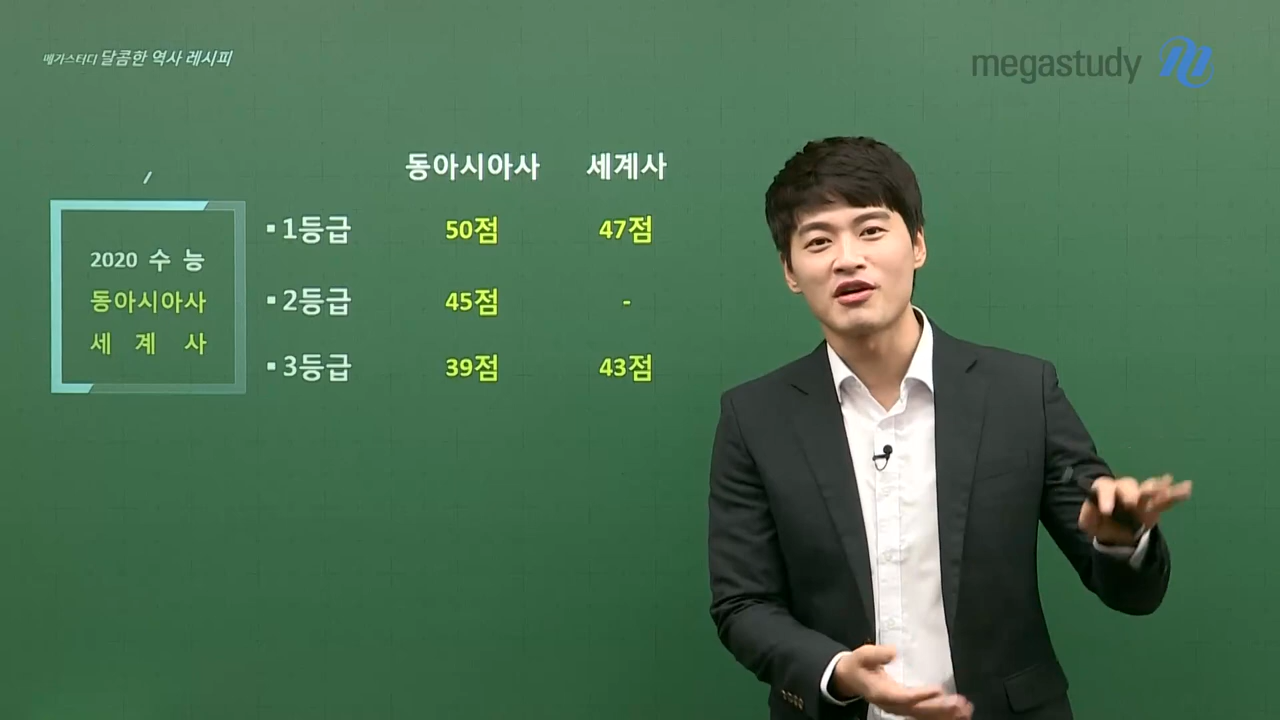 메가스터디 달콤한 역사 레시피
megastudy
동아시아사 세계사
▪ 1등급 50점 47점
▪ 2등급 45점 -
▪ 3등급 39점 43점
2020 수 능
동아시아사
세 계 사